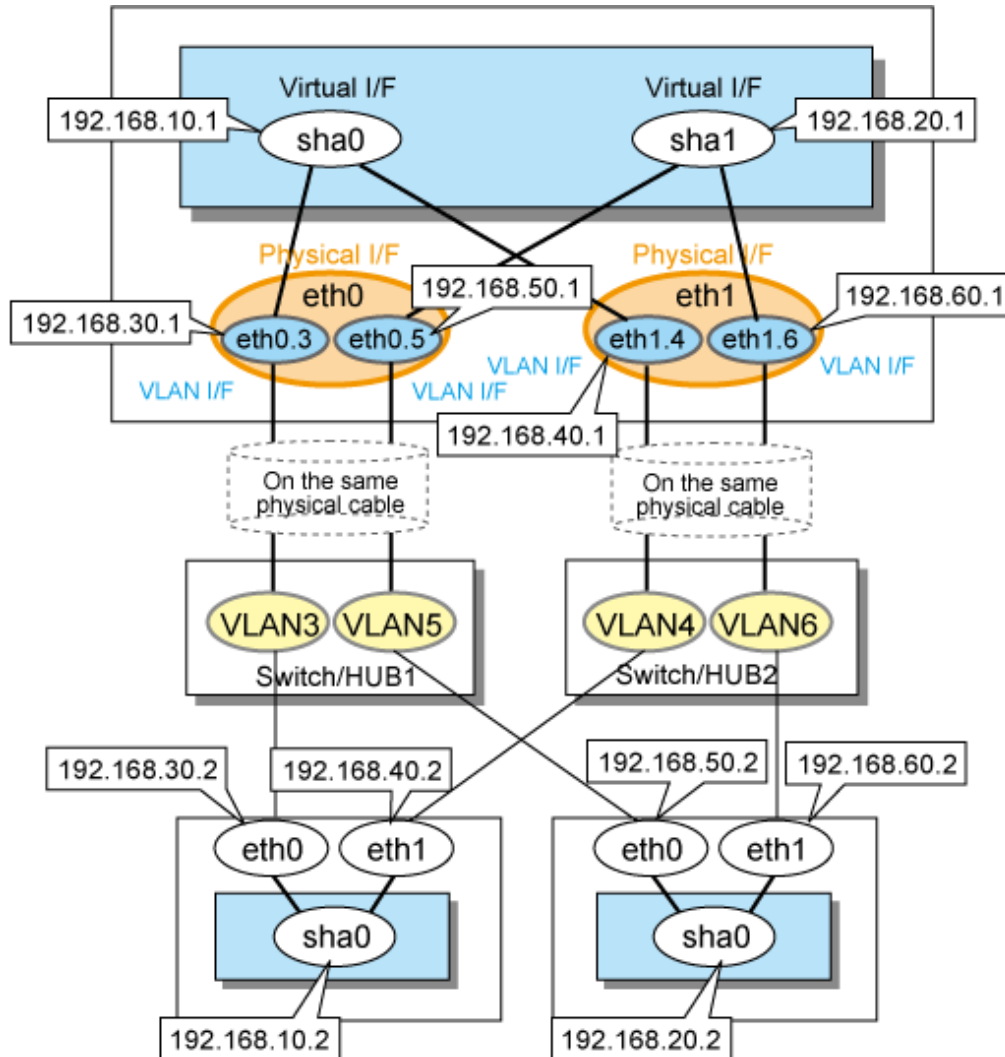 Virtual I/F
Virtual I/F
192.168.10.1
sha0
sha1
192.168.20.1
Physical I/F
Physical I/F
eth0
192.168.50.1
eth1
192.168.60.1
192.168.30.1
eth0.3
eth0.5
eth1.4
eth1.6
VLAN I/F
VLAN I/F
VLAN I/F
VLAN I/F
192.168.40.1
On the same
physical cable
On the same
physical cable
VLAN3
VLAN5
VLAN4
VLAN6
Switch/HUB1
Switch/HUB2
192.168.30.2
192.168.40.2
192.168.50.2
192.168.60.2
eth0
eth1
eth0
eth1
sha0
sha0
192.168.10.2
192.168.20.2